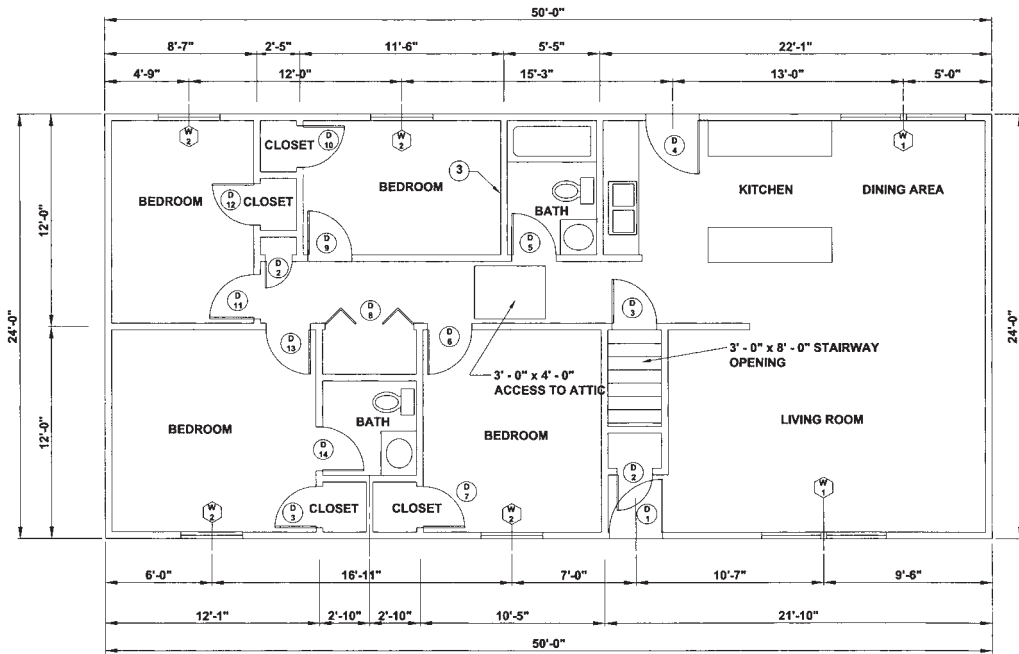 50'-0"
8'-7" 2'-5" 11'-6" 5'-5" 22'-1"
4'-9" 12'-0" 15'-3" 13'-0" 5'-0"
W 2
W 2
D 4
W 1
CLOSET
D 10
3
BEDROOM
D 12
CLOSET
BEDROOM
BATH
KITCHEN
DINING AREA
D 9
D 5
12'-0"
D 2
D 11
D 8
D 3
24'-0"
24'-0"
D 13
D 6
3' - 0" x 8' - 0" STAIRWAY
OPENING
3' - 0" x 4' - 0"
ACCESS TO ATTIC
12'-0"
BEDROOM
BATH
BEDROOM
LIVING ROOM
D 14
D 2
D 7
W 2
D 3
CLOSET
CLOSET
W 2
D 1
W 1
6'-0" 16'-11" 7'-0" 10'-7" 9'-6"
12'-1" 2'-10" 2'-10" 10'-5" 21'-10"
50'-0"